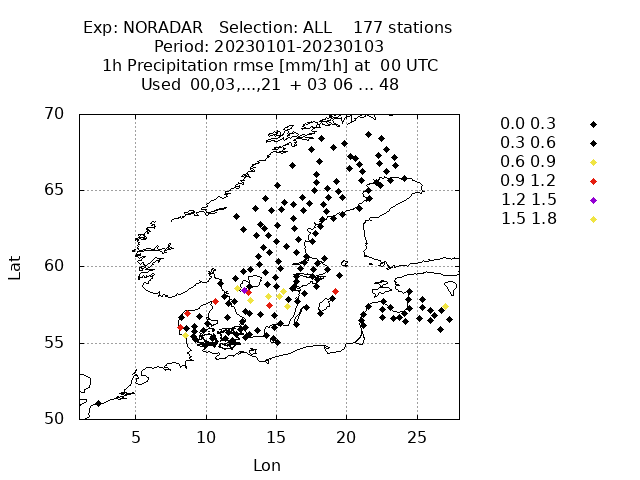 Exp: NORADAR   Selection: ALL    177 stations
Period: 20230101-20230103
1h Precipitation rmse [mm/1h] at  00 UTC
Used  00,03,...,21  + 03 06 ... 48
70
65
60
55
50
Lat
5 10 15 20 25
Lon
0.0 0.3
0.3 0.6
0.6 0.9
0.9 1.2
1.2 1.5
1.5 1.8